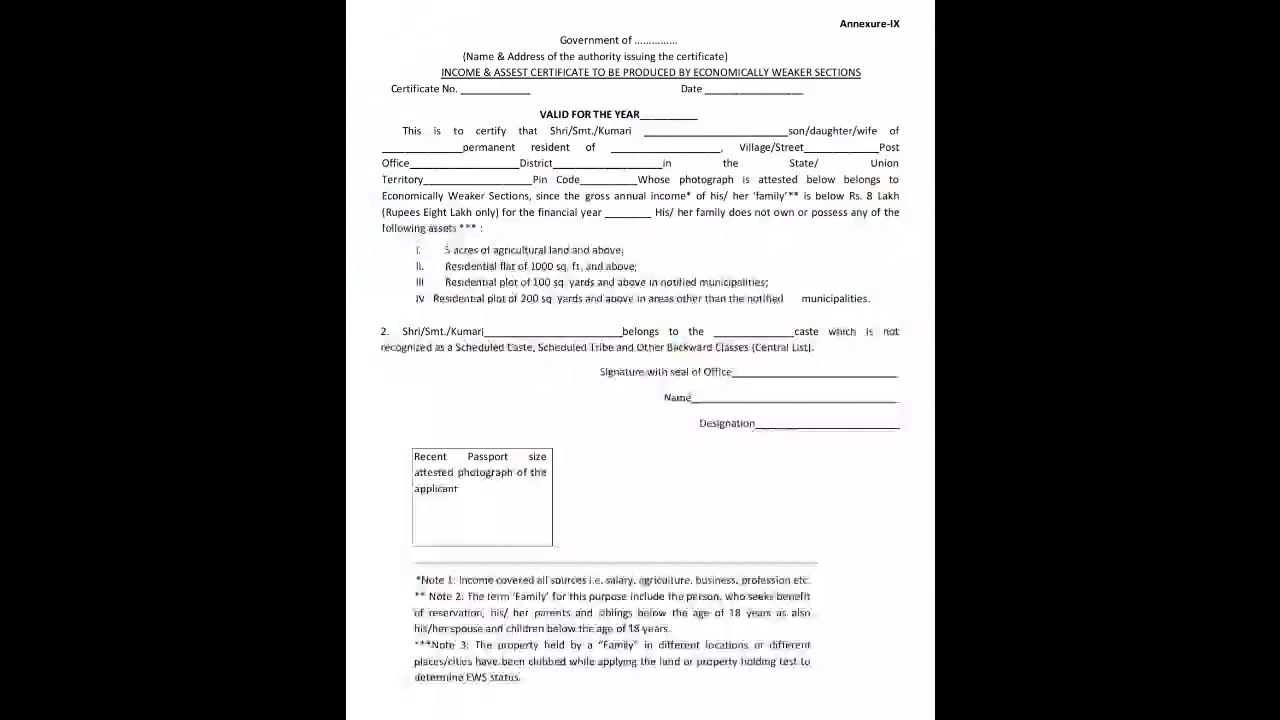 Annexure-IX
Government of ……………
(Name & Address of the authority issuing the certificate)
INCOME & ASSEST CERTIFICATE TO BE PRODUCED BY ECONOMICALLY WEAKER SECTIONS
Certificate No. ____________ Date _________________
VALID FOR THE YEAR__________
This is to certify that Shri/Smt./Kumari _________________________son/daughter/wife of
______________permanent resident of ___________________, Village/Street_____________Post
Office___________________District___________________in the State/ Union
Territory___________________Pin Code__________Whose photograph is attested below belongs to
Economically Weaker Sections, since the gross annual income* of his/ her 'family'** is below Rs. 8 Lakh
(Rupees Eight Lakh only) for the financial year ________ His/ her family does not own or possess any of the
following assets *** :
I. 5 acres of agricultural land and above;
II. Residential flat of 1000 sq. ft. and above;
III Residential plot of 100 sq. yards and above in notified municipalities;
IV Residential plot of 200 sq. yards and above in areas other than the notified municipalities.
2. Shri/Smt./Kumari________________________belongs to the ______________caste which is not
recognized as a Scheduled Caste, Scheduled Tribe and Other Backward Classes (Central List).
Signature with seal of Office____________________________
Name____________________________________
Designation_________________________
Recent Passport size
attested photograph of the
applicant
*Note 1: Income covered all sources i.e. salary, agriculture, business, profession etc.
** Note 2. The term 'Family' for this purpose include the person, who seeks benefit
of reservation, his/ her parents and siblings below the age of 18 years as also
his/her spouse and children below the age of 18 years.
***Note 3: The property held by a "Family" in different locations or different
places/cities have been clubbed while applying the land or property holding test to
determine EWS status.